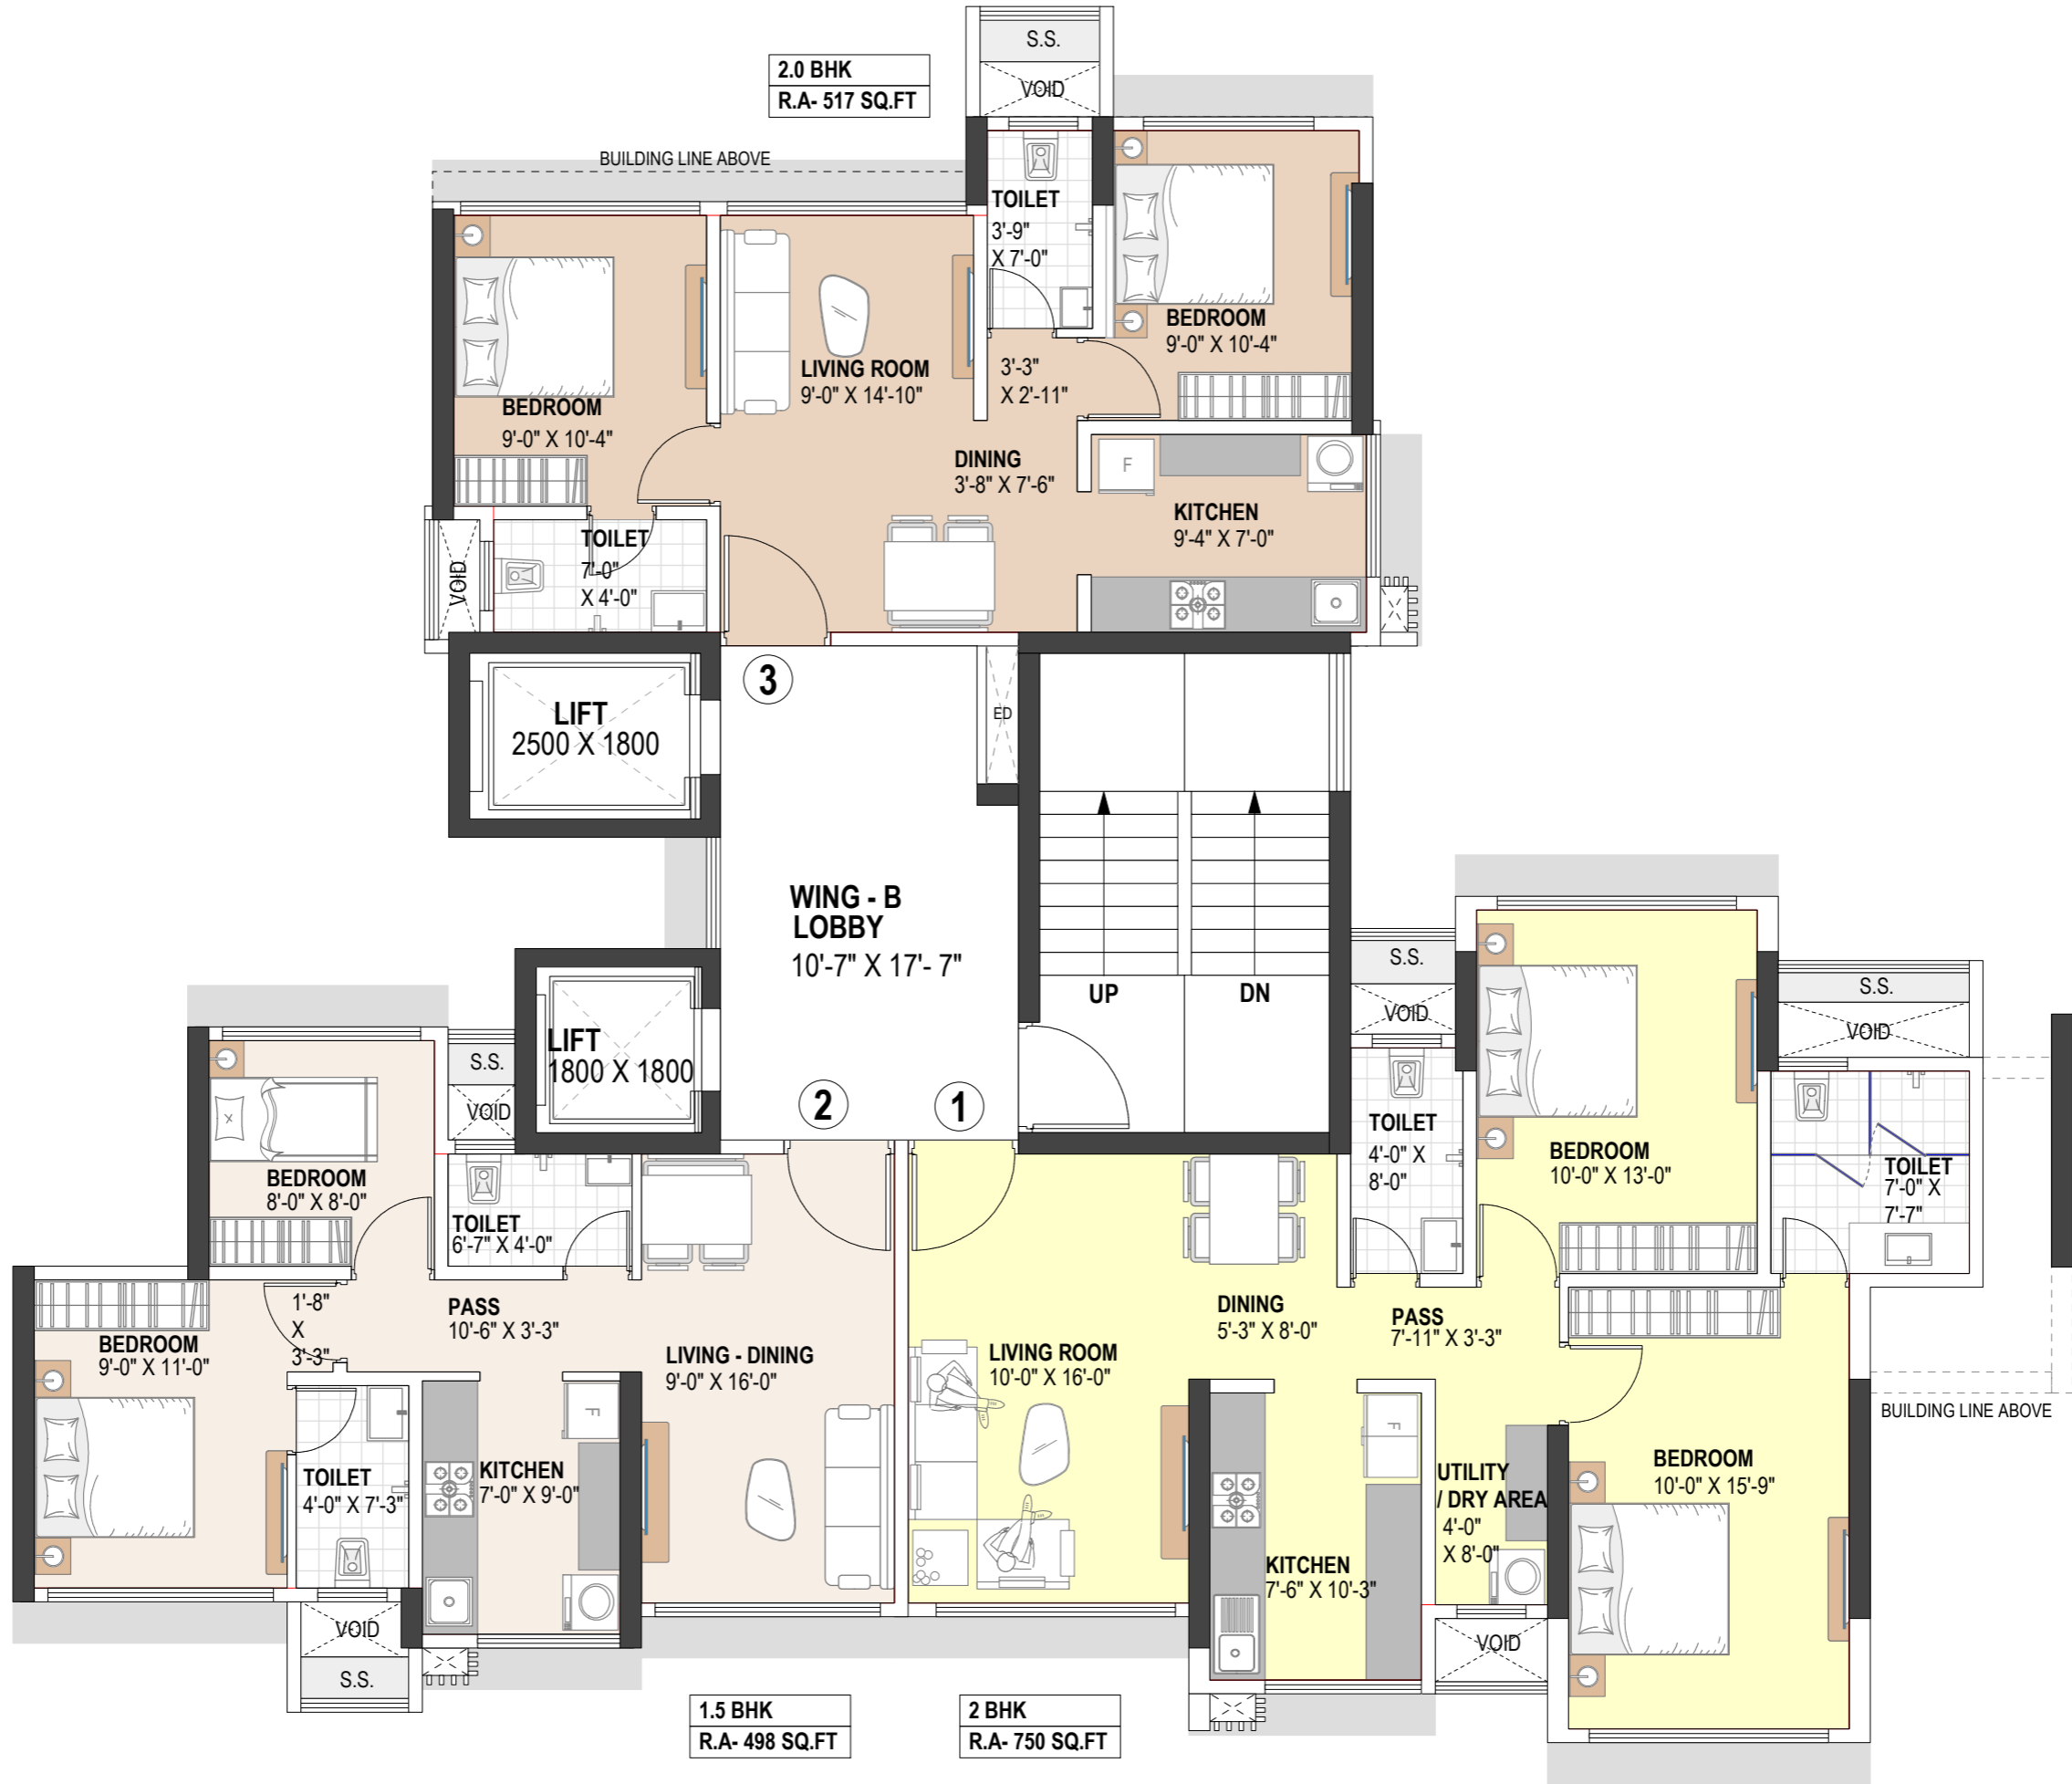 S.S.
VOID
2.0 BHK
R.A- 517 SQ.FT
BUILDING LINE ABOVE
TOILET
3'-9"
X 7'-0"
BEDROOM
9'-0" X 10'-4"
LIVING ROOM
9'-0" X 14'-10"
3'-3"
X 2'-11"
BEDROOM
9'-0" X 10'-4"
DINING
3'-8" X 7'-6"
F
KITCHEN
9'-4" X 7'-0"
TOILET
7'-0"
X 4'-0"
VOID
3
LIFT
2500 X 1800
ED
WING - B
LOBBY
10'-7" X 17'- 7"
UP
DN
LIFT
1800 X 1800
2
1
S.S.
VOID
S.S.
VOID
S.S.
VOID
BEDROOM
8'-0" X 8'-0"
TOILET
6'-7" X 4'-0"
TOILET
4'-0" X
8'-0"
BEDROOM
10'-0" X 13'-0"
TOILET
7'-0" X
7'-7"
1'-8"
X
3'-3"
PASS
10'-6" X 3'-3"
BEDROOM
9'-0" X 11'-0"
LIVING - DINING
9'-0" X 16'-0"
LIVING ROOM
10'-0" X 16'-0"
DINING
5'-3" X 8'-0"
PASS
7'-11" X 3'-3"
BUILDING LINE ABOVE
F
F
TOILET
4'-0" X 7'-3"
KITCHEN
7'-0" X 9'-0"
UTILITY
/ DRY AREA
4'-0"
X 8'-0"
BEDROOM
10'-0" X 15'-9"
KITCHEN
7'-6" X 10'-3"
VOID
S.S.
VOID
1.5 BHK
R.A- 498 SQ.FT
2 BHK
R.A- 750 SQ.FT